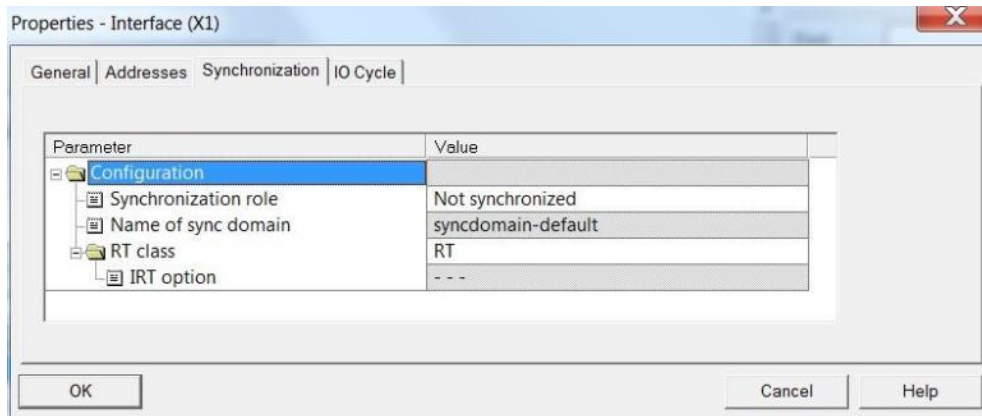 Properties - Interface (X1)
General Addresses Synchronization IO Cycle
Parameter Value
Configuration
Synchronization role Not synchronized
Name of sync domain syncdomain-default
RT class RT
IRT option - - -
OK Cancel Help